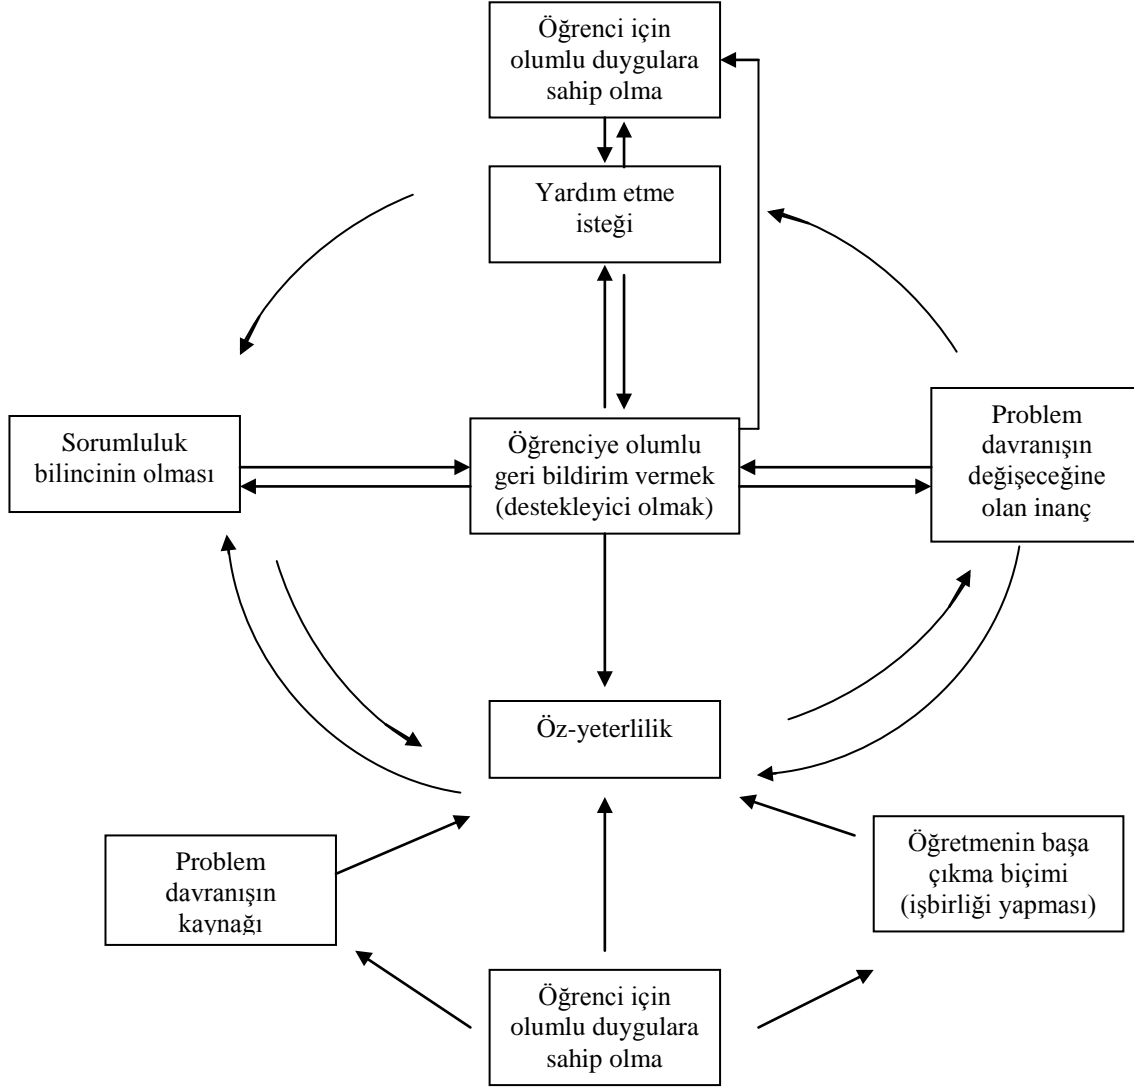 Öğrenci için
olumlu duygulara
sahip olma
Yardım etme
isteği
Sorumluluk
bilincinin olması
Öğrenciye olumlu
geri bildirim vermek
(destekleyici olmak)
Problem
davranışın
değişeceğine
olan inanç
Öz-yeterlilik
Problem
davranışın
kaynağı
Öğretmenin başa
çıkma biçimi
(işbirliği yapması)
Öğrenci için
olumlu duygulara
sahip olma